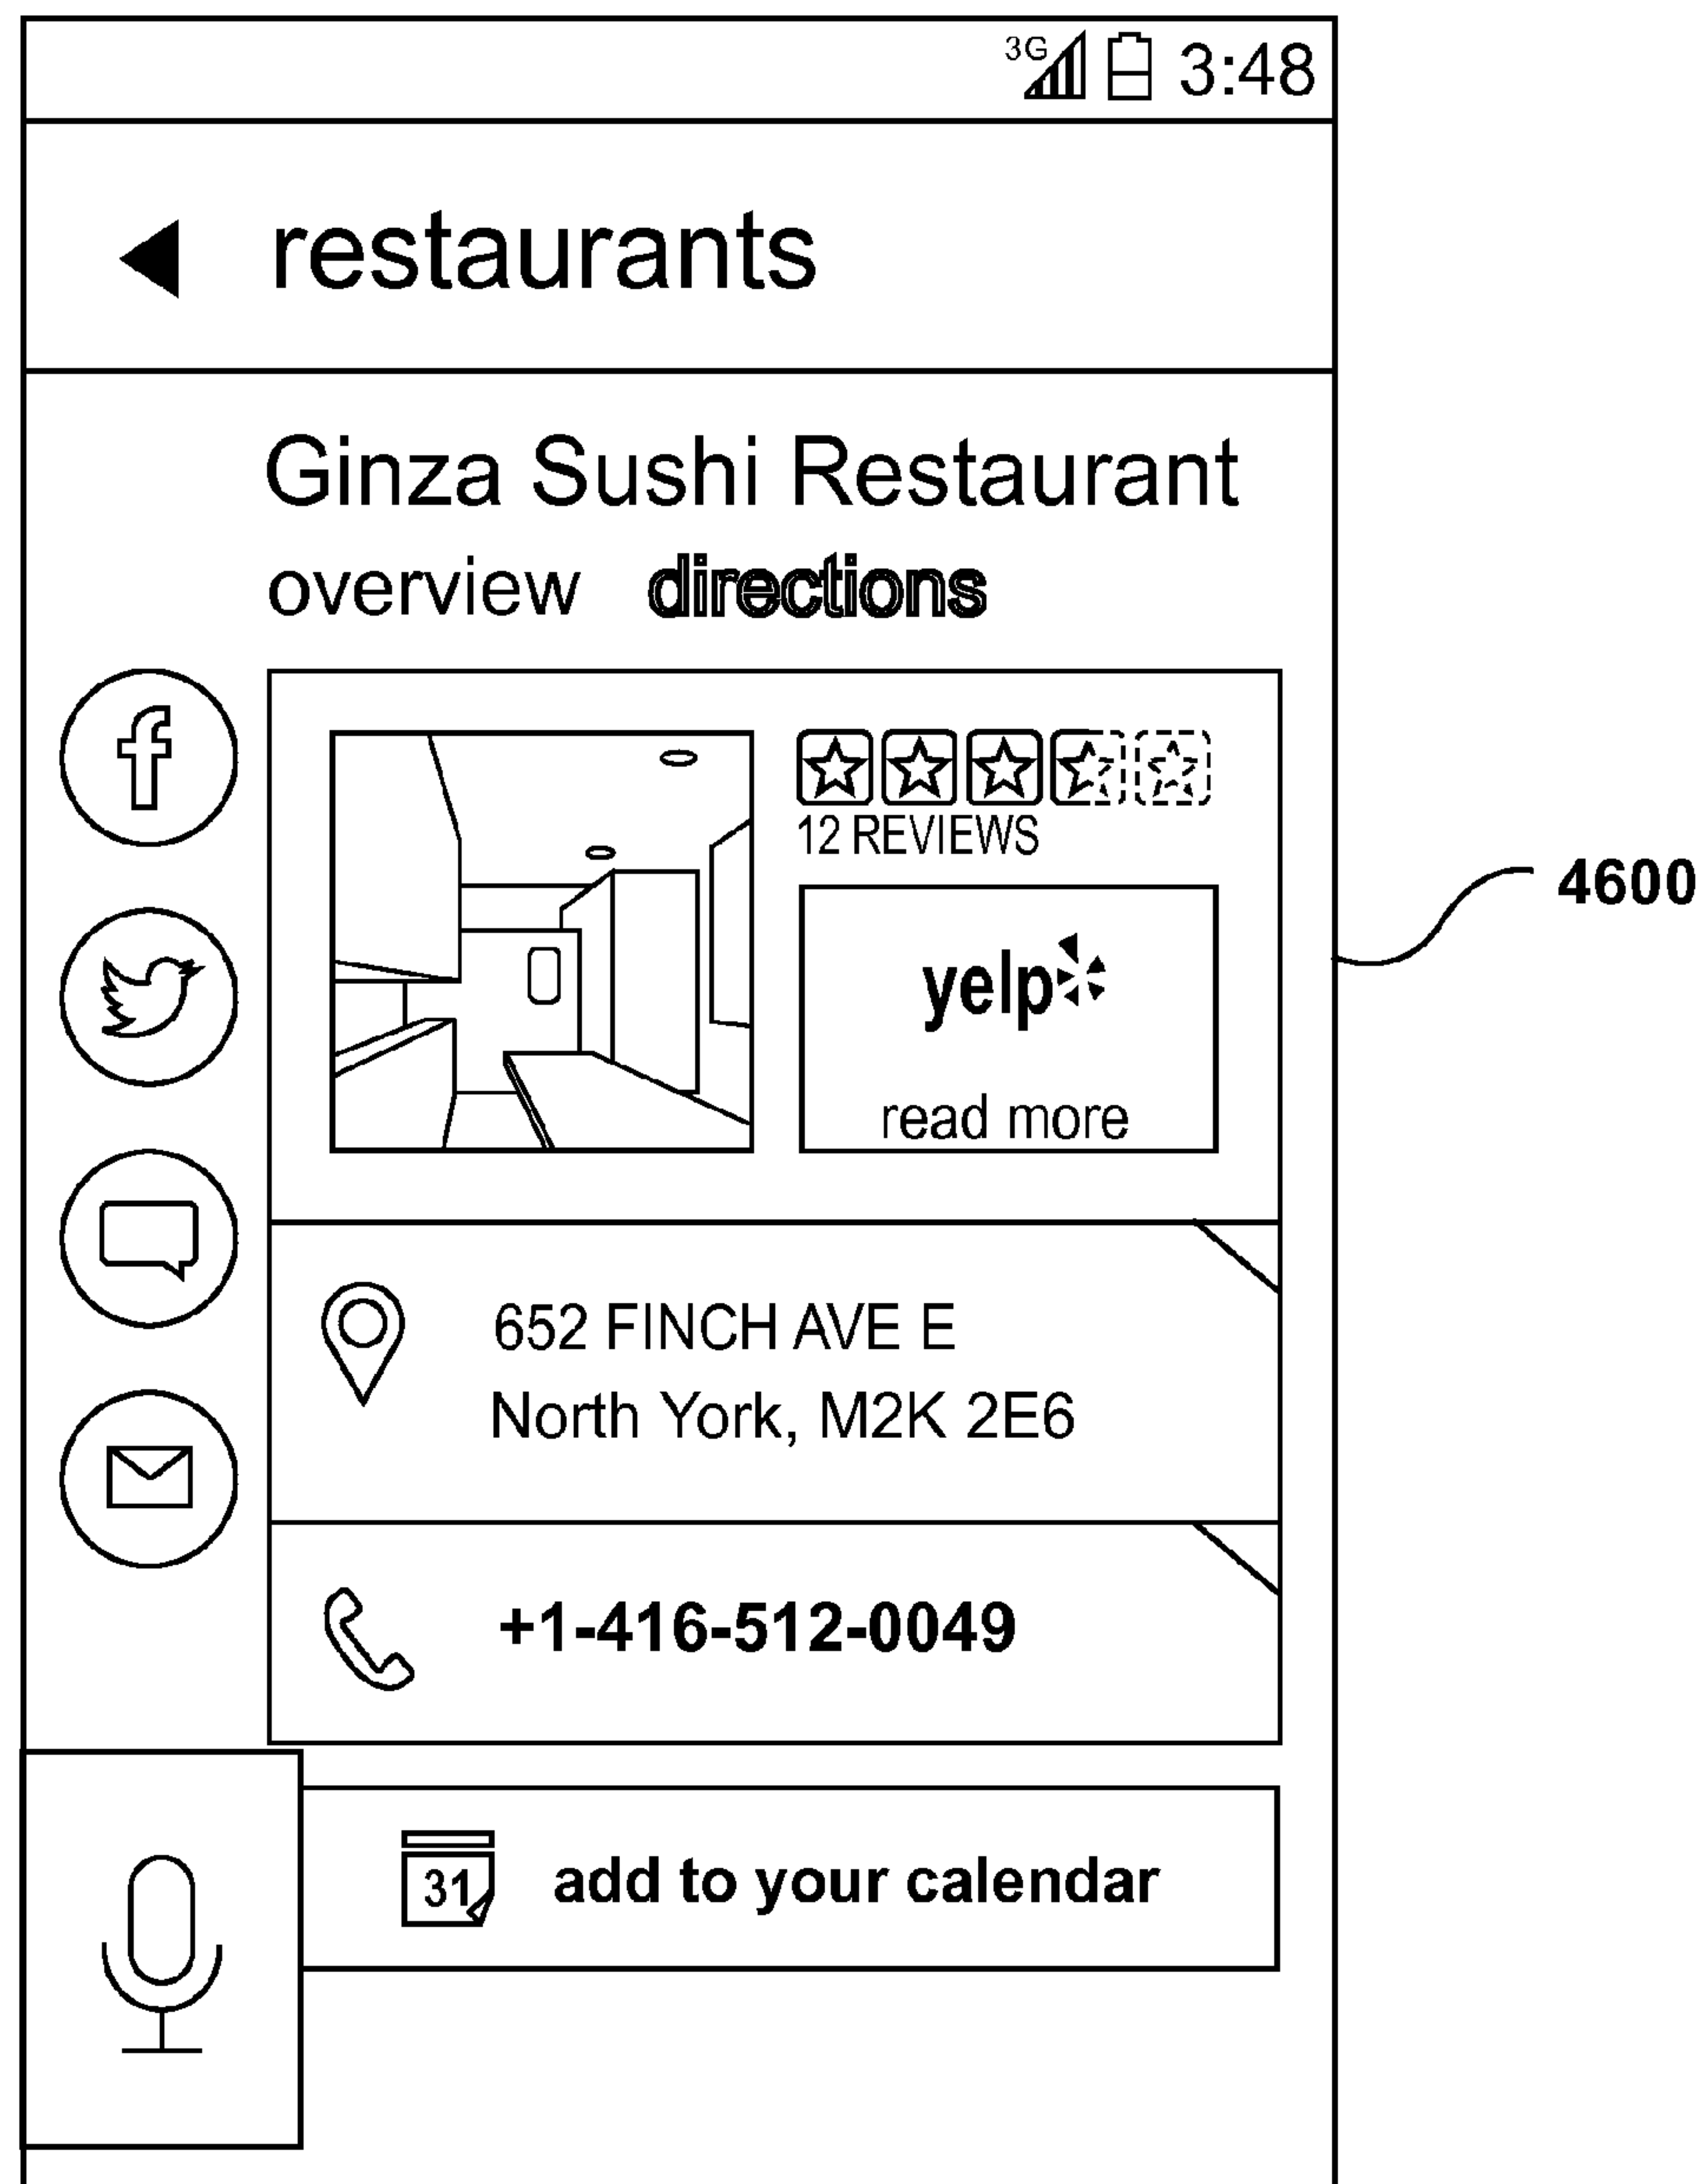 3G 3:48
restaurants
Ginza Sushi Restaurant
overview directions
12 REVIEWS
yelp
read more
4600
652 FINCH AVE E
North York, M2K 2E6
+1-416-512-0049
31 add to your calendar